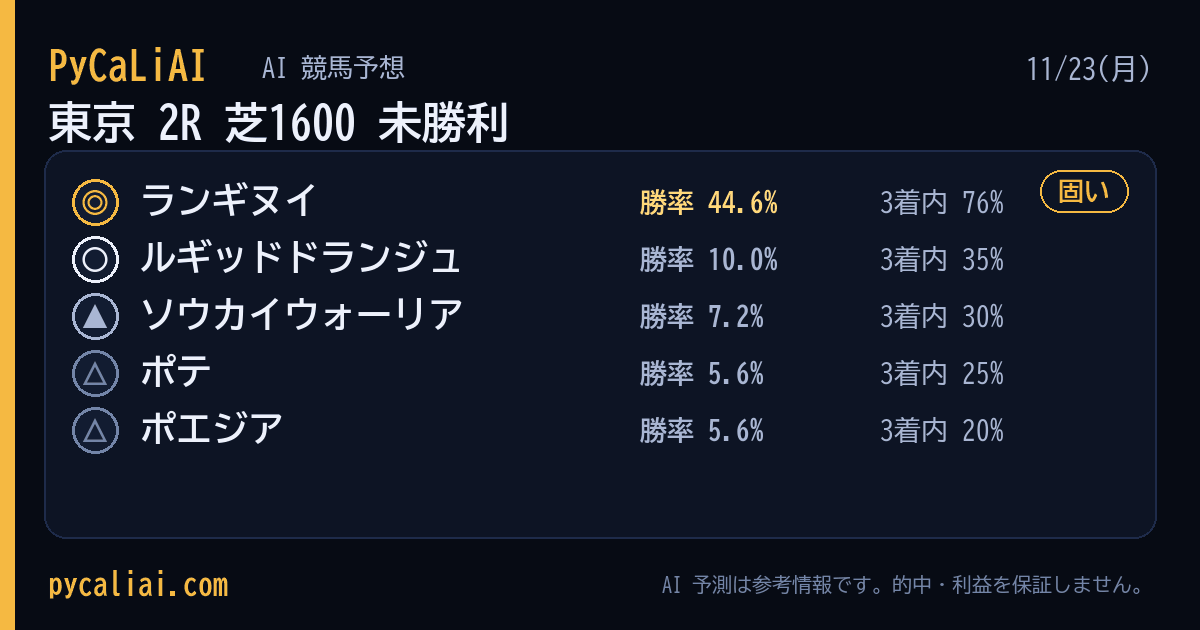 PyCaLiAI AI 競馬予想 11/23(月)
東京 2R 芝1600 未勝利
◎ ランギヌイ 勝率 44.6% 3着内 76% 固い
○ ルギッドドランジュ 勝率 10.0% 3着内 35%
▲ ソウカイウォーリア 勝率 7.2% 3着内 30%
△ ポテ 勝率 5.6% 3着内 25%
△ ポエジア 勝率 5.6% 3着内 20%
pycaliai.com AI 予測は参考情報です。的中・利益を保証しません。